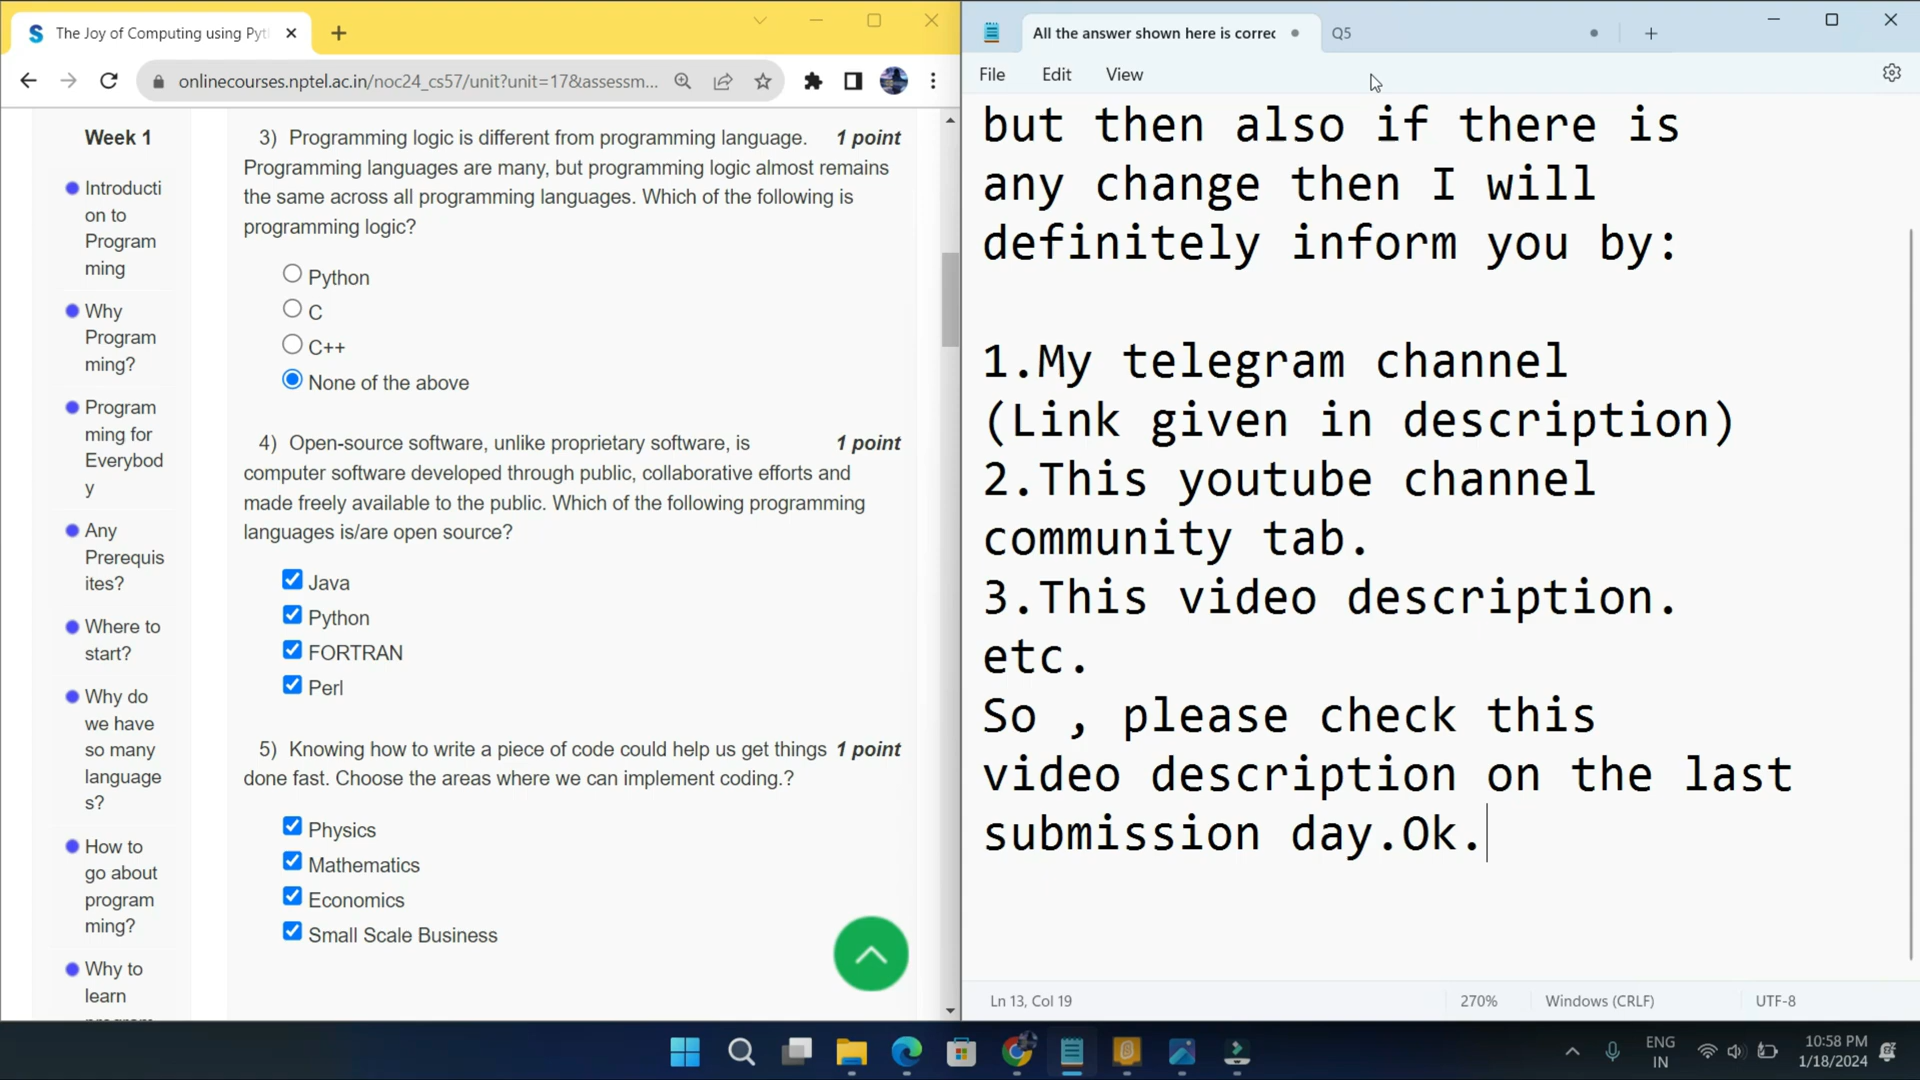 The Joy of Computing using Pyt
onlinecourses.nptel.ac.in/noc24_cs57/unit?unit=17&assessm...
Week 1
Introducti
on to
Program
ming
Why
Program
ming?
Program
ming for
Everybod
y
Any
Prerequis
ites?
Where to
start?
Why do
we have
so many
language
s?
How to
go about
program
ming?
Why to
learn
3) Programming logic is different from programming language. 1 point
Programming languages are many, but programming logic almost remains
the same across all programming languages. Which of the following is
programming logic?
Python
C
C++
None of the above
4) Open-source software, unlike proprietary software, is 1 point
computer software developed through public, collaborative efforts and
made freely available to the public. Which of the following programming
languages is/are open source?
Java
Python
FORTRAN
Perl
5) Knowing how to write a piece of code could help us get things 1 point
done fast. Choose the areas where we can implement coding.?
Physics
Mathematics
Economics
Small Scale Business
All the answer shown here is correc
Q5
File Edit View
but then also if there is
any change then I will
definitely inform you by:
1.My telegram channel
(Link given in description)
2.This youtube channel
community tab.
3.This video description.
etc.
So , please check this
video description on the last
submission day.Ok.
Ln 13, Col 19 270% Windows (CRLF) UTF-8
ENG
IN
10:58 PM
1/18/2024